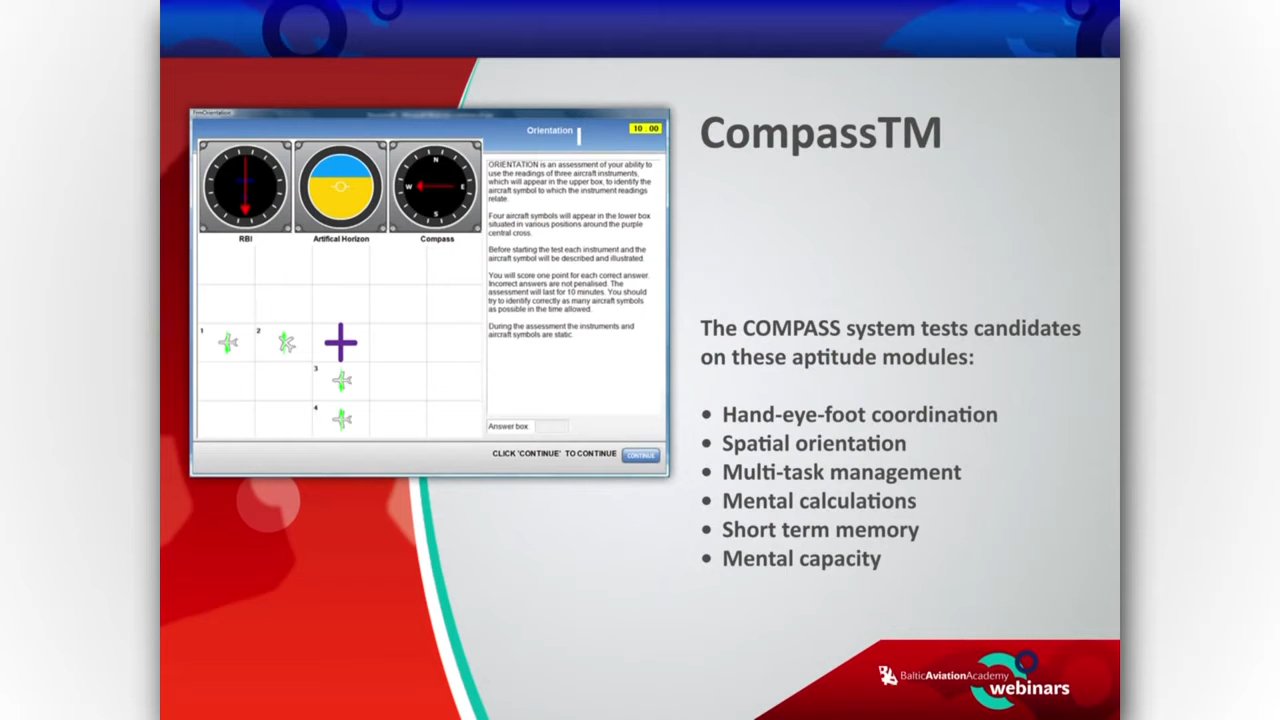 frmOrientation
Orientation
10 : 00
N
W
E
S
RBI
Artifical Horizon
Compass
1
2
3
4
ORIENTATION is an assessment of your ability to
use the readings of three aircraft instruments,
which will appear in the upper box, to identify the
aircraft symbol to which the instrument readings
relate.
Four aircraft symbols will appear in the lower box
situated in various positions around the purple
central cross.
Before starting the test each instrument and the
aircraft symbol will be described and illustrated.
You will score one point for each correct answer.
Incorrect answers are not penalised. The
assessment will last for 10 minutes. You should
try to identify correctly as many aircraft symbols
as possible in the time allowed.
During the assessment the instruments and
aircraft symbols are static.
Answer box
CLICK 'CONTINUE' TO CONTINUE
CONTINUE
CompassTM
The COMPASS system tests candidates
on these aptitude modules:
• Hand-eye-foot coordination
• Spatial orientation
• Multi-task management
• Mental calculations
• Short term memory
• Mental capacity
BalticAviationAcademy
webinars